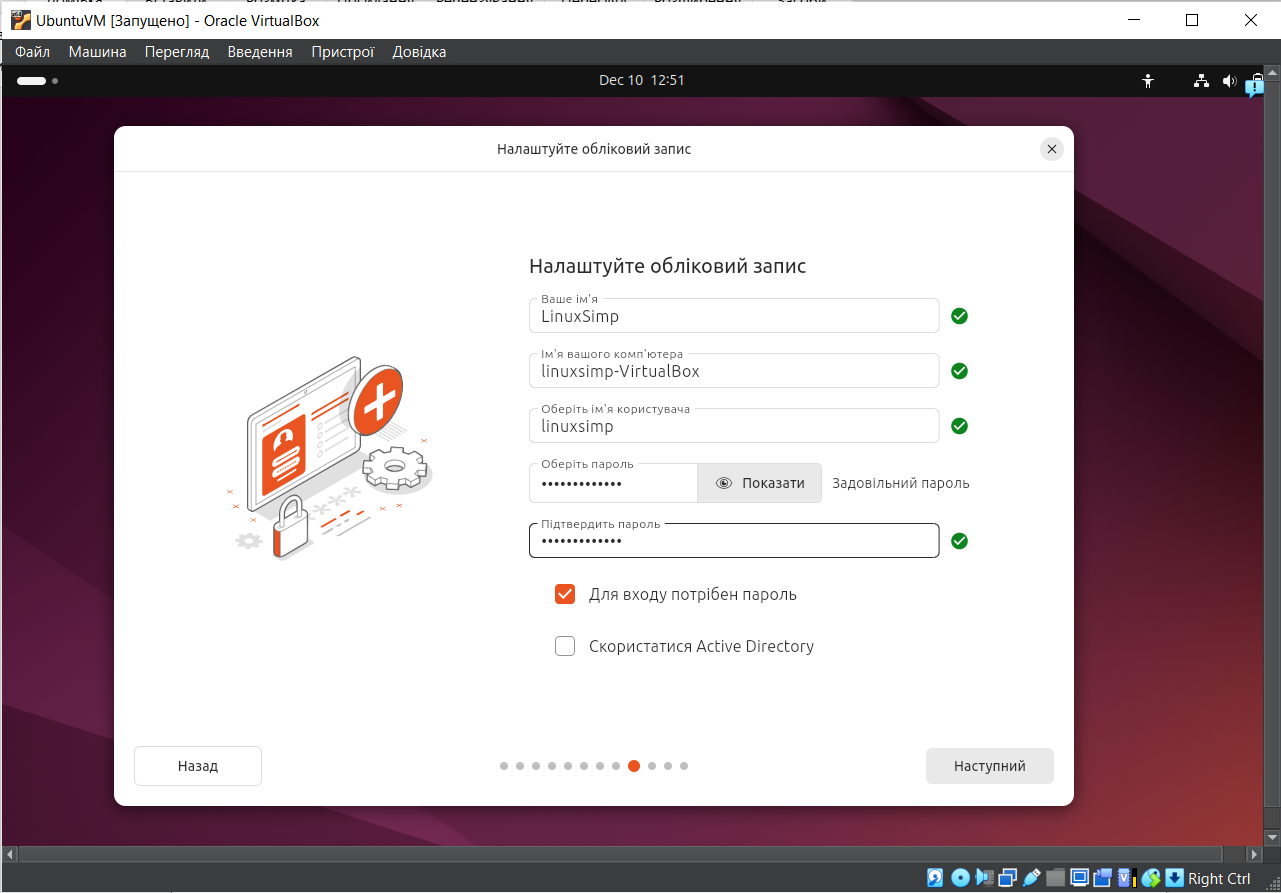 UbuntuVM [Запущено] - Oracle VirtualBox
Файл Машина Перегляд Введення Пристрої Довідка
Dec 10 12:51
Налаштуйте обліковий запис
Налаштуйте обліковий запис
Ваше ім'я
LinuxSimp
Ім'я вашого комп'ютера
linuxsimp-VirtualBox
Оберіть ім'я користувача
linuxsimp
Оберіть пароль
••••••••••••• Показати Задовільний пароль
Підтвердить пароль
•••••••••••••
Для входу потрібен пароль
Скористатися Active Directory
Назад Наступний
Right Ctrl